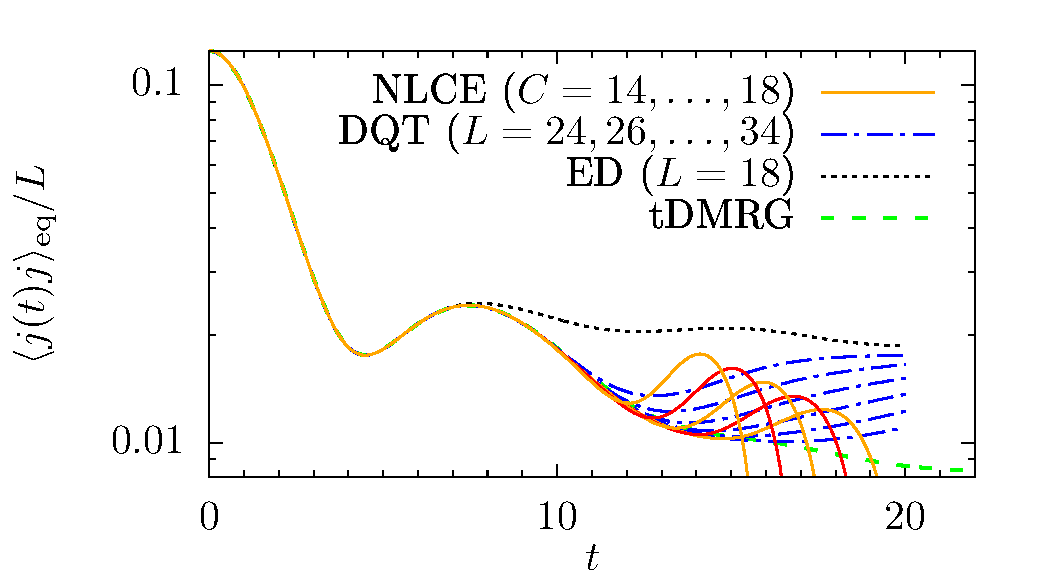 0.1
0.01
⟨j(t)j⟩eq/L
NLCE (C = 14, . . . , 18)
DQT (L = 24, 26, . . . , 34)
ED (L = 18)
tDMRG
0 10 20
t